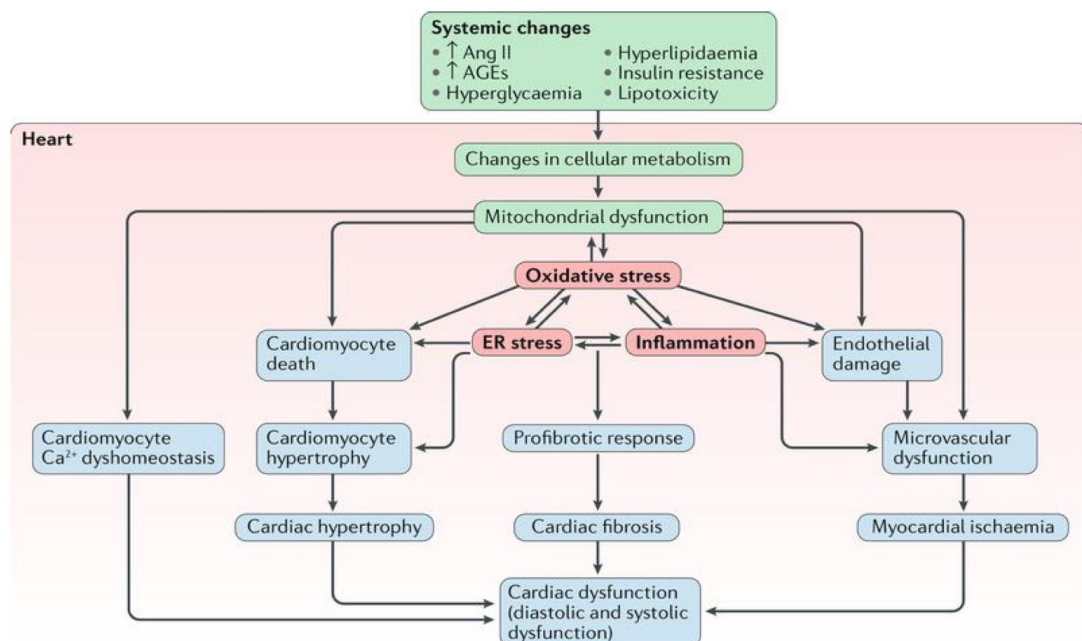 Systemic changes
• ↑ Ang II
• ↑ AGEs
• Hyperglycaemia
• Hyperlipidaemia
• Insulin resistance
• Lipotoxicity
Heart
Changes in cellular metabolism
Mitochondrial dysfunction
Oxidative stress
Cardiomyocyte
death
ER stress
Inflammation
Endothelial
damage
Cardiomyocyte
Ca²⁺ dyshomeostasis
Cardiomyocyte
hypertrophy
Profibrotic response
Microvascular
dysfunction
Cardiac hypertrophy
Cardiac fibrosis
Myocardial ischaemia
Cardiac dysfunction
(diastolic and systolic
dysfunction)